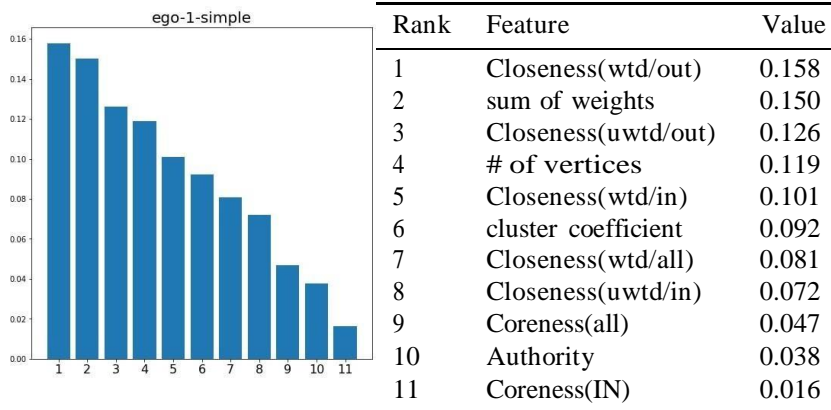 ego-1-simple
0.16
0.14
0.12
0.10
0.08
0.06
0.04
0.02
0.00
1 2 3 4 5 6 7 8 9 10 11
Rank Feature Value
1 Closeness(wtd/out) 0.158
2 sum of weights 0.150
3 Closeness(uwtd/out) 0.126
4 # of vertices 0.119
5 Closeness(wtd/in) 0.101
6 cluster coefficient 0.092
7 Closeness(wtd/all) 0.081
8 Closeness(uwtd/in) 0.072
9 Coreness(all) 0.047
10 Authority 0.038
11 Coreness(IN) 0.016